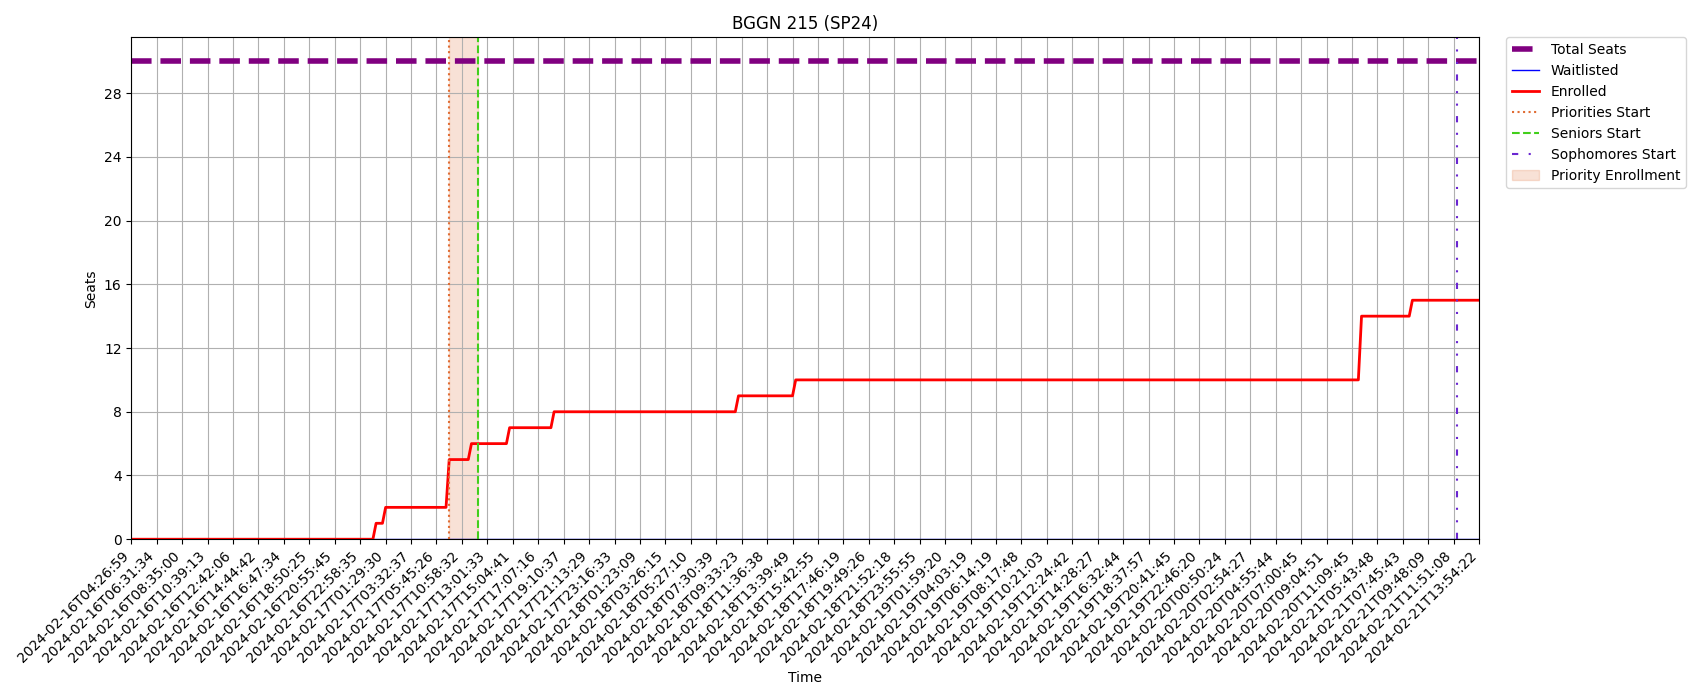 BGGN 215 (SP24)
Total Seats
Waitlisted
Enrolled
Priorities Start
Seniors Start
Sophomores Start
Priority Enrollment
Seats
28
24
20
16
12
8
4
0
2024-02-16T04:26:59
2024-02-16T06:31:34
2024-02-16T08:35:00
2024-02-16T10:39:13
2024-02-16T12:42:06
2024-02-16T14:44:42
2024-02-16T16:47:34
2024-02-16T18:50:25
2024-02-16T20:55:45
2024-02-16T22:58:35
2024-02-17T01:29:30
2024-02-17T03:32:37
2024-02-17T05:45:26
2024-02-17T10:58:32
2024-02-17T13:01:33
2024-02-17T15:04:41
2024-02-17T17:07:16
2024-02-17T19:10:37
2024-02-17T21:13:29
2024-02-17T23:16:33
2024-02-18T01:23:09
2024-02-18T03:26:15
2024-02-18T05:27:10
2024-02-18T07:30:39
2024-02-18T09:33:23
2024-02-18T11:36:38
2024-02-18T13:39:49
2024-02-18T15:42:55
2024-02-18T17:46:19
2024-02-18T19:49:26
2024-02-18T21:52:18
2024-02-18T23:55:55
2024-02-19T01:59:20
2024-02-19T04:03:19
2024-02-19T06:14:19
2024-02-19T08:17:48
2024-02-19T10:21:03
2024-02-19T12:24:42
2024-02-19T14:28:27
2024-02-19T16:32:44
2024-02-19T18:37:57
2024-02-19T20:41:45
2024-02-19T22:46:20
2024-02-20T00:50:24
2024-02-20T02:54:27
2024-02-20T04:55:44
2024-02-20T07:00:45
2024-02-20T09:04:51
2024-02-20T11:09:45
2024-02-21T05:43:48
2024-02-21T07:45:43
2024-02-21T09:48:09
2024-02-21T11:51:08
2024-02-21T13:54:22
Time